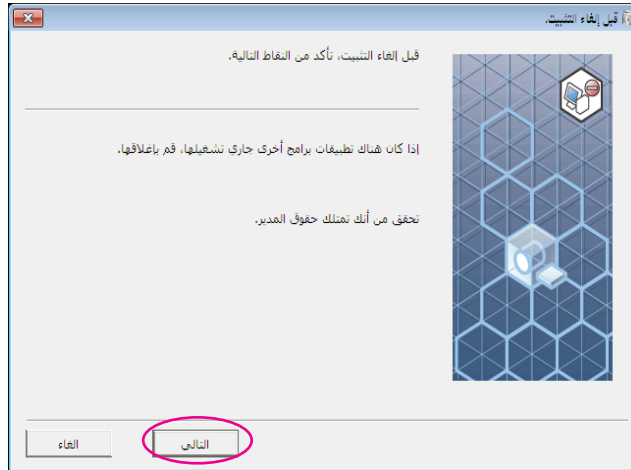 قبل إلغاء التثبيت.
قبل إلغاء التثبيت، تأكد من النقاط التالية.
إذا كان هناك تطبيقات برامج أخرى جاري تشغيلها، قم بإغلاقها.
تحقق من أنك تمتلك حقوق المدير.
التالي
الغاء